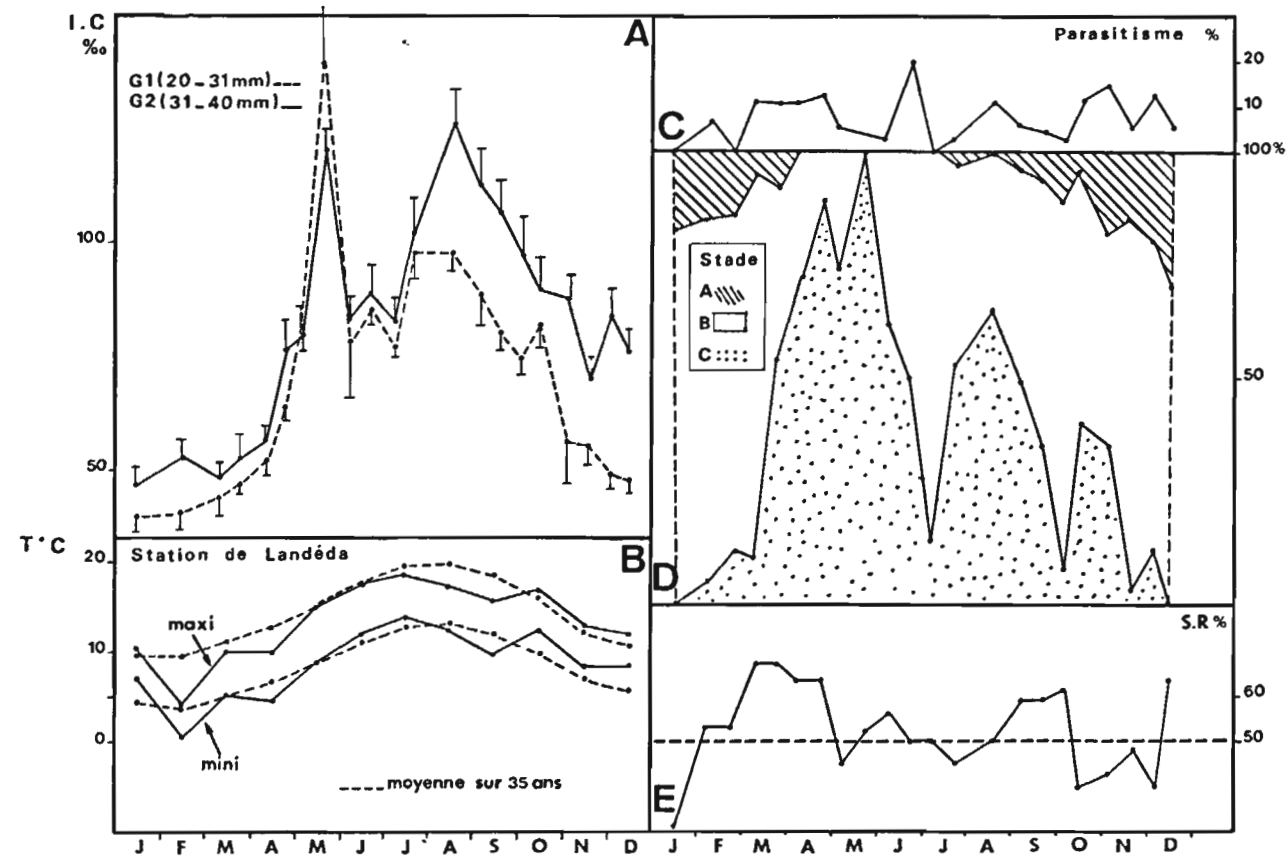 I.C
‰
A
G1(20_31mm)---
G2(31_40mm)—
100
50
T°C
Station de Landéda
B
20
10
0
maxi
mini
----moyenne sur 35 ans
J F M A M J J A S O N D
Parasitisme %
20
10
C
100%
Stade
A
B
C
50
D
S.R %
60
50
E
J F M A M J J A S O N D